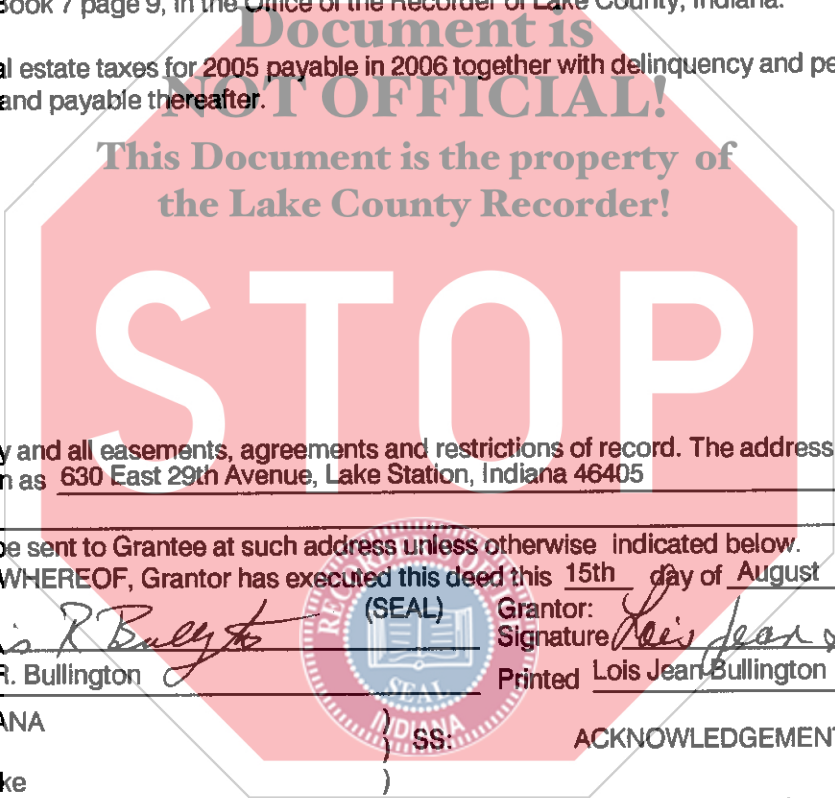 Book 7 page 9, in the Office of the Recorder of Lake County, Indiana.
Document is
al estate taxes for 2005 payable in 2006 together with delinquency and pe
and payable thereafter.
NOT OFFICIAL!
This Document is the property of
the Lake County Recorder!
STOP
y and all easements, agreements and restrictions of record. The address
n as 630 East 29th Avenue, Lake Station, Indiana 46405
be sent to Grantee at such address unless otherwise indicated below.
WHEREOF, Grantor has executed this deed this 15th day of August
(SEAL) Grantor:
is R Bullington Signature Lois Jean
R. Bullington Printed Lois Jean Bullington
SEAL
INDIANA
ANA
SS: ACKNOWLEDGEMENT
ke